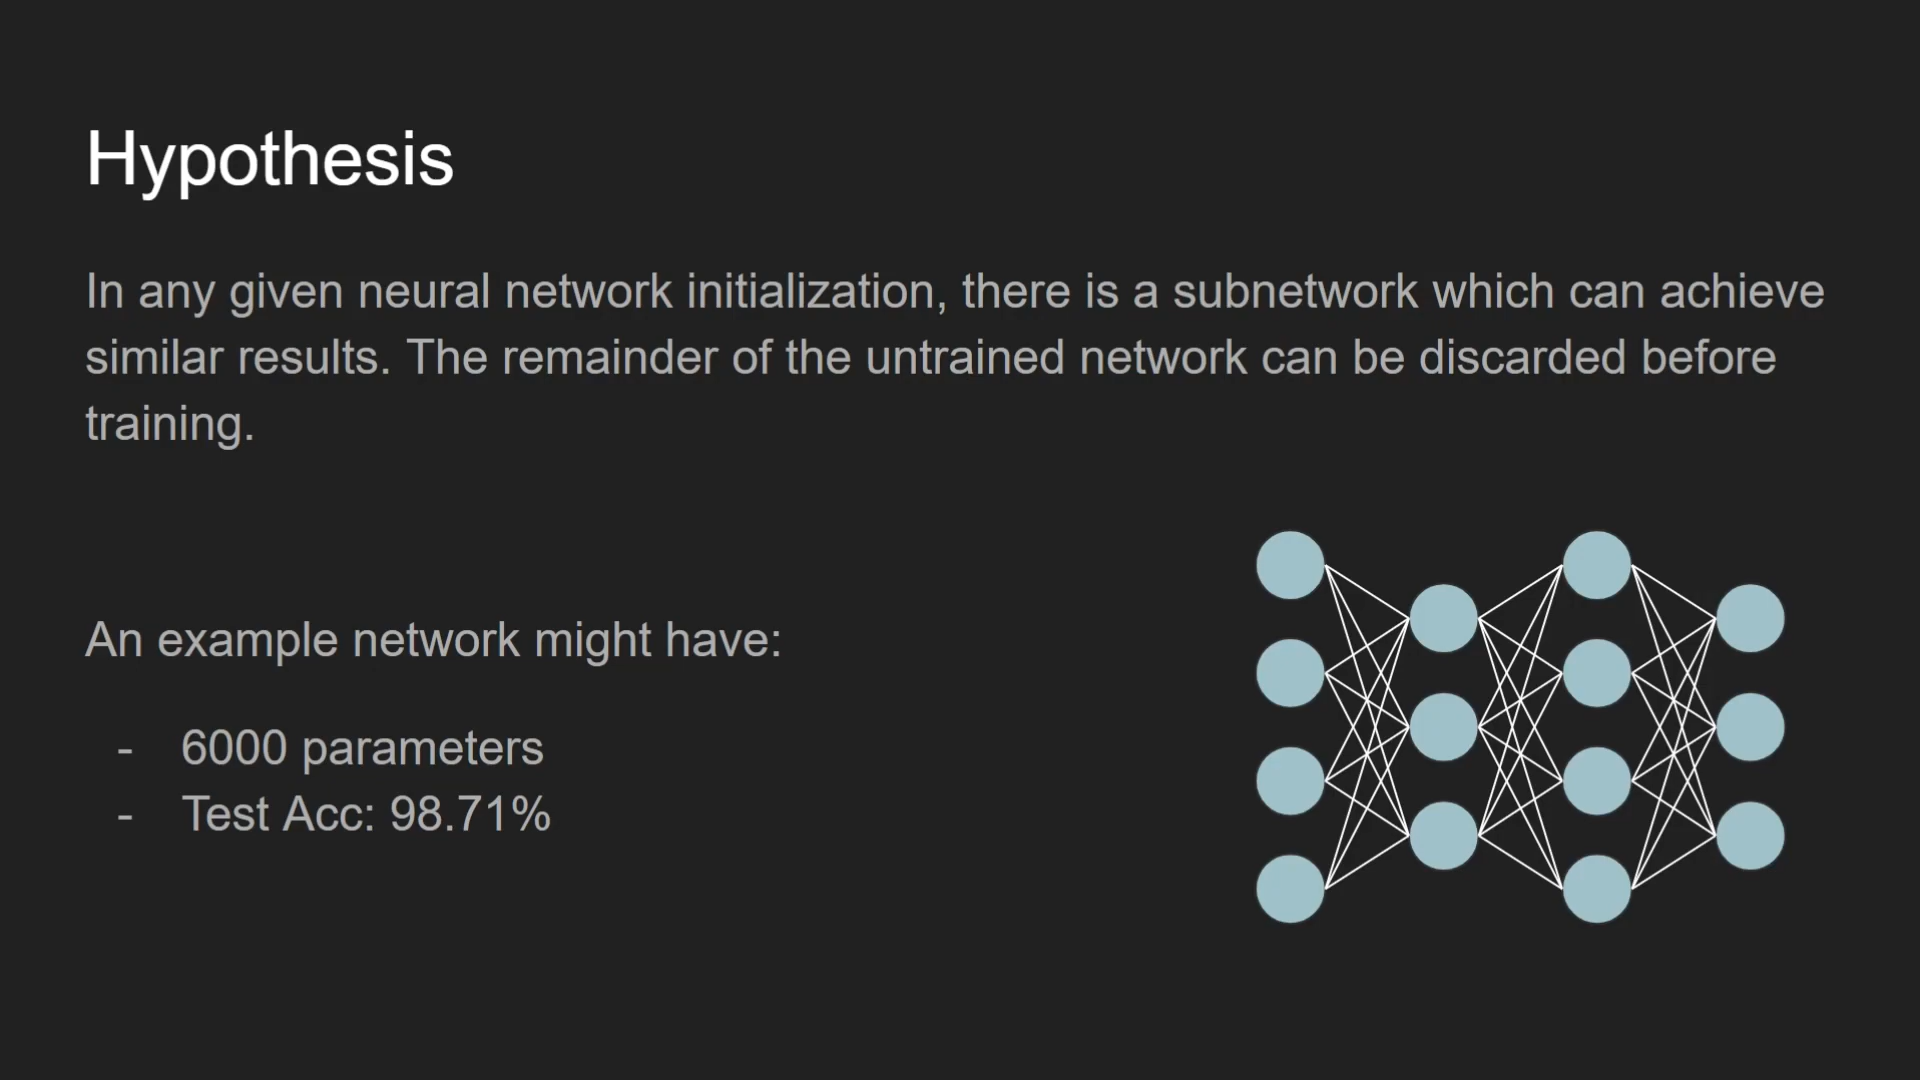 Hypothesis
In any given neural network initialization, there is a subnetwork which can achieve
similar results. The remainder of the untrained network can be discarded before
training.
An example network might have:
- 6000 parameters
- Test Acc: 98.71%